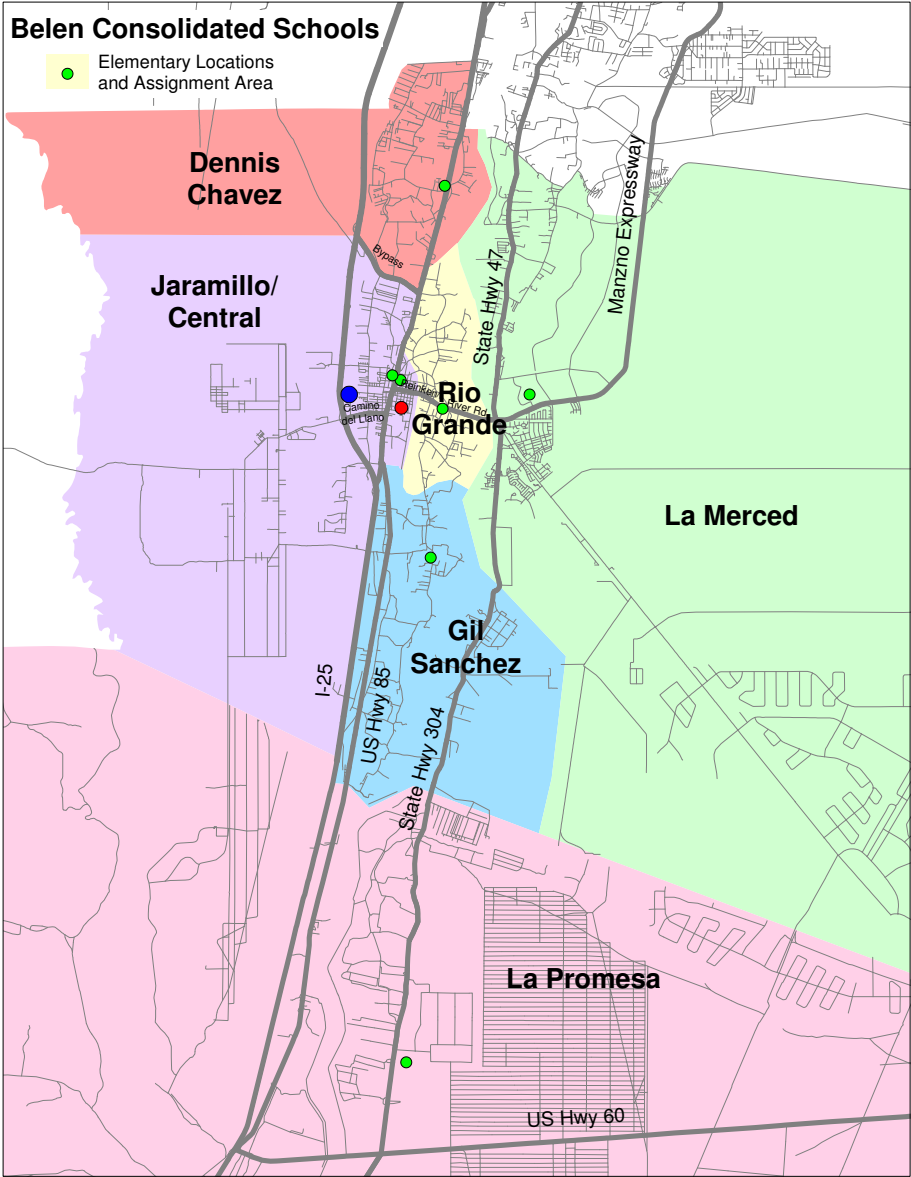 Belen Consolidated Schools
Elementary Locations
and Assignment Area
Dennis
Chavez
Manzno Expressway
Bypass
State Hwy 47
Jaramillo/
Central
Reinken
River Rd
Rio
Grande
Camino
del Llano
La Merced
Gil
Sanchez
I-25
US Hwy 85
State Hwy 304
La Promesa
US Hwy 60